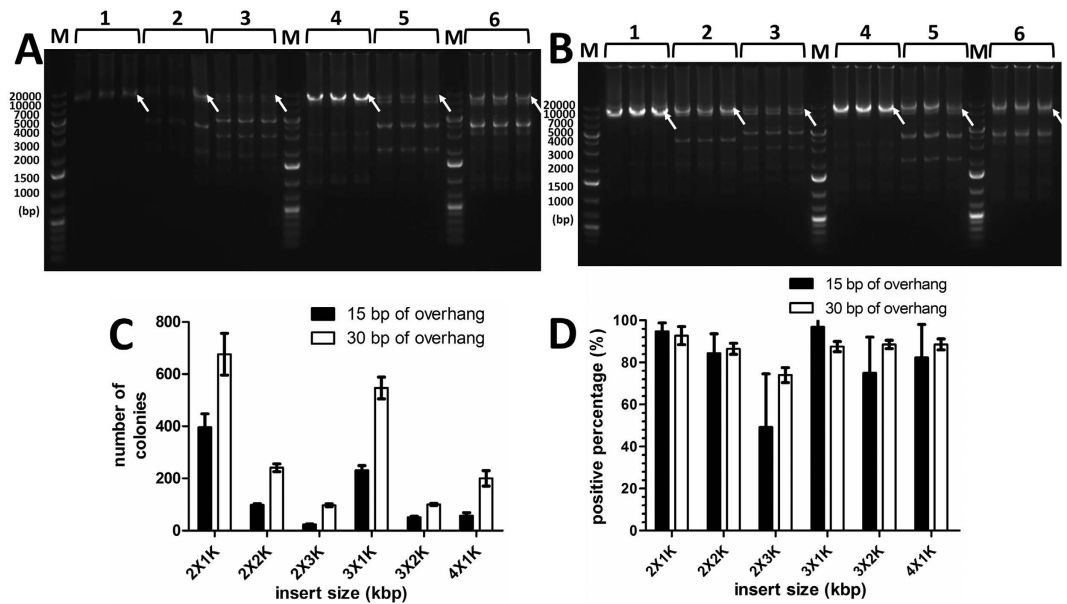 1 2 3 4 5 6
A M M M
20000
10000
7000
5000
4000
3000
2000
1500
1000
(bp)
1 2 3 4 5 6
B M M M
20000
10000
7000
5000
4000
3000
2000
1500
1000
(bp)
C
15 bp of overhang
30 bp of overhang
number of
colonies
800
600
400
200
0
2X1K 2X2K 2X3K 3X1K 3X2K 4X1K
insert size (kbp)
D
15 bp of overhang
30 bp of overhang
positive percentage (%)
100
80
60
40
20
0
2X1K 2X2K 2X3K 3X1K 3X2K 4X1K
insert size (kbp)